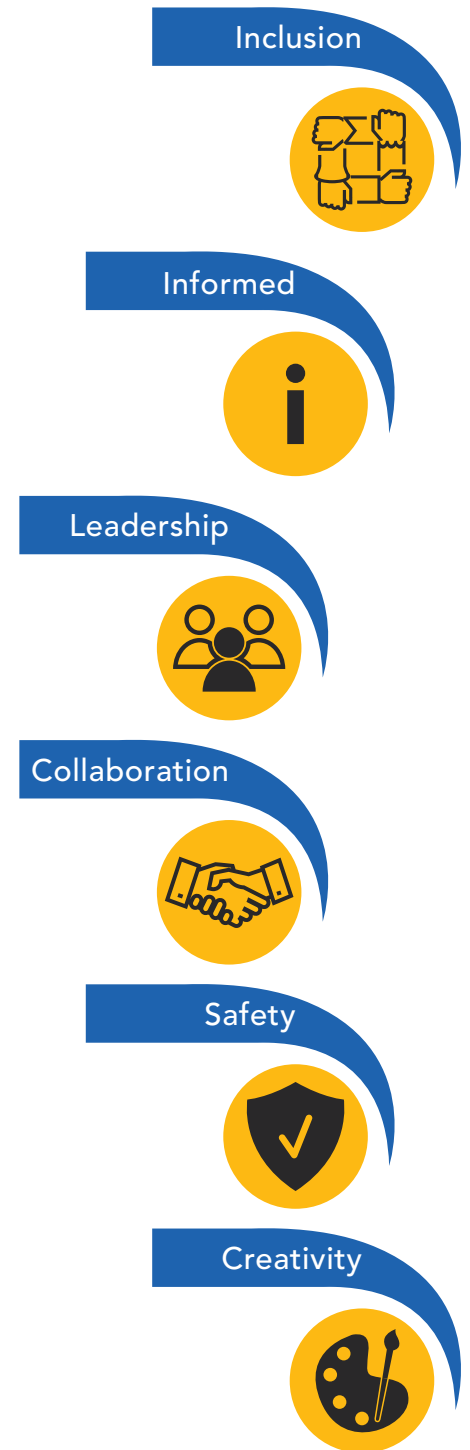 Inclusion
Informed
Leadership
Collaboration
Safety
Creativity